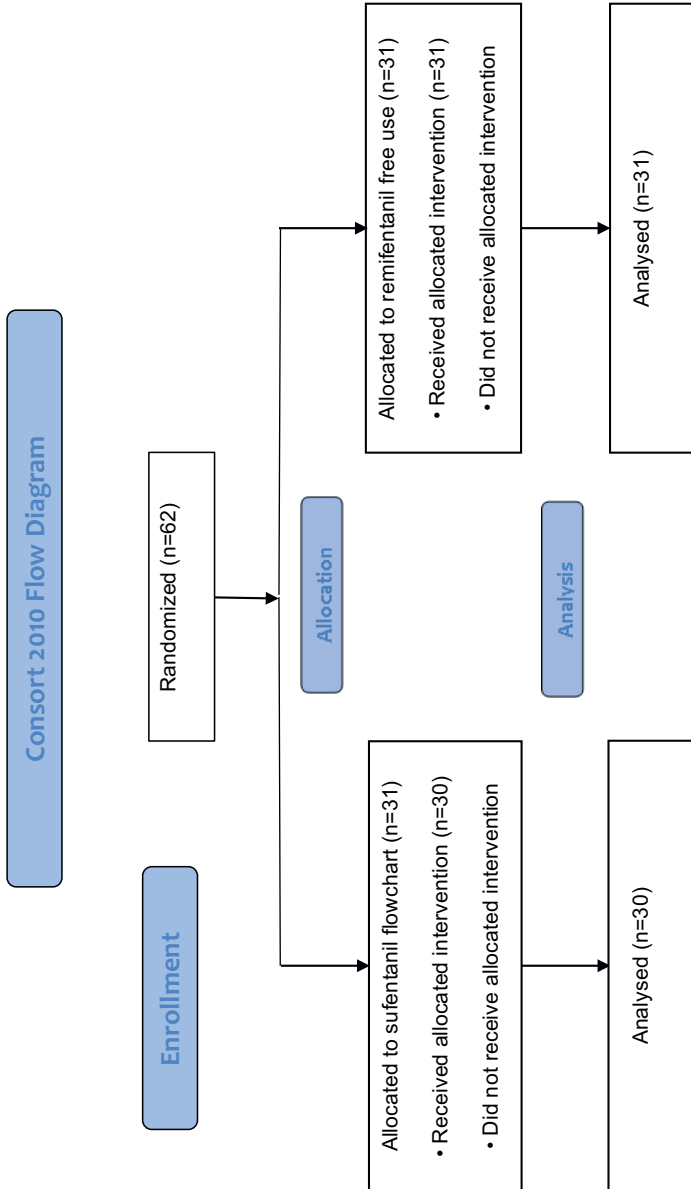 Consort 2010 Flow Diagram
Enrollment
Randomized (n=62)
Allocation
Allocated to sufentanil flowchart (n=31)
• Received allocated intervention (n=30)
• Did not receive allocated intervention
Allocated to remifentanil free use (n=31)
• Received allocated intervention (n=31)
• Did not receive allocated intervention
Analysis
Analysed (n=30)
Analysed (n=31)